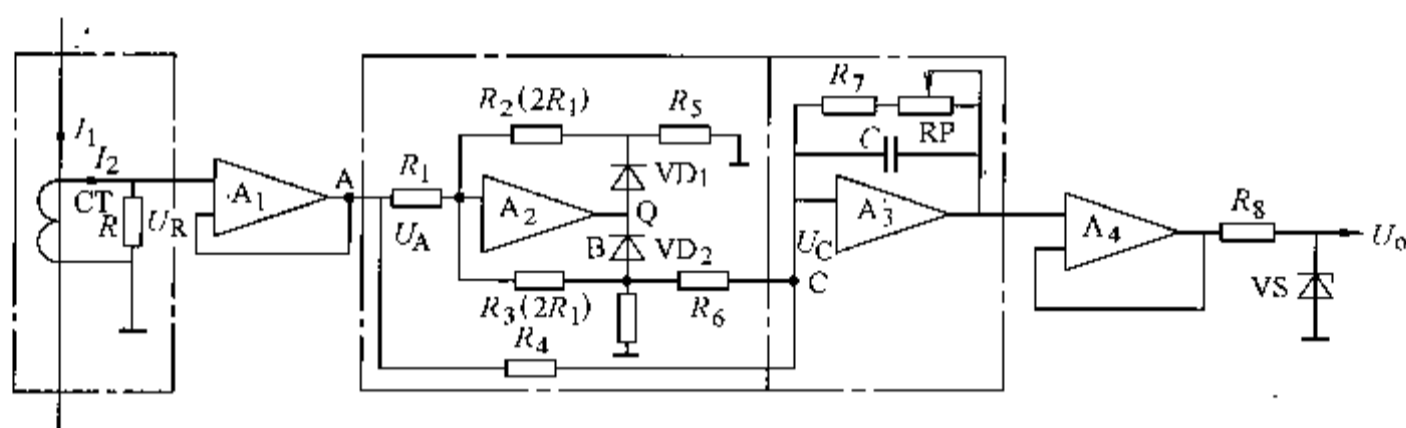 I1
I2
CT
R
UR
A1
A
R1
UA
R2(2R1)
R5
A2
VD1
Q
B
VD2
R3(2R1)
R6
R4
R7
RP
C
A3
UC
C
A4
R8
VS
Uo